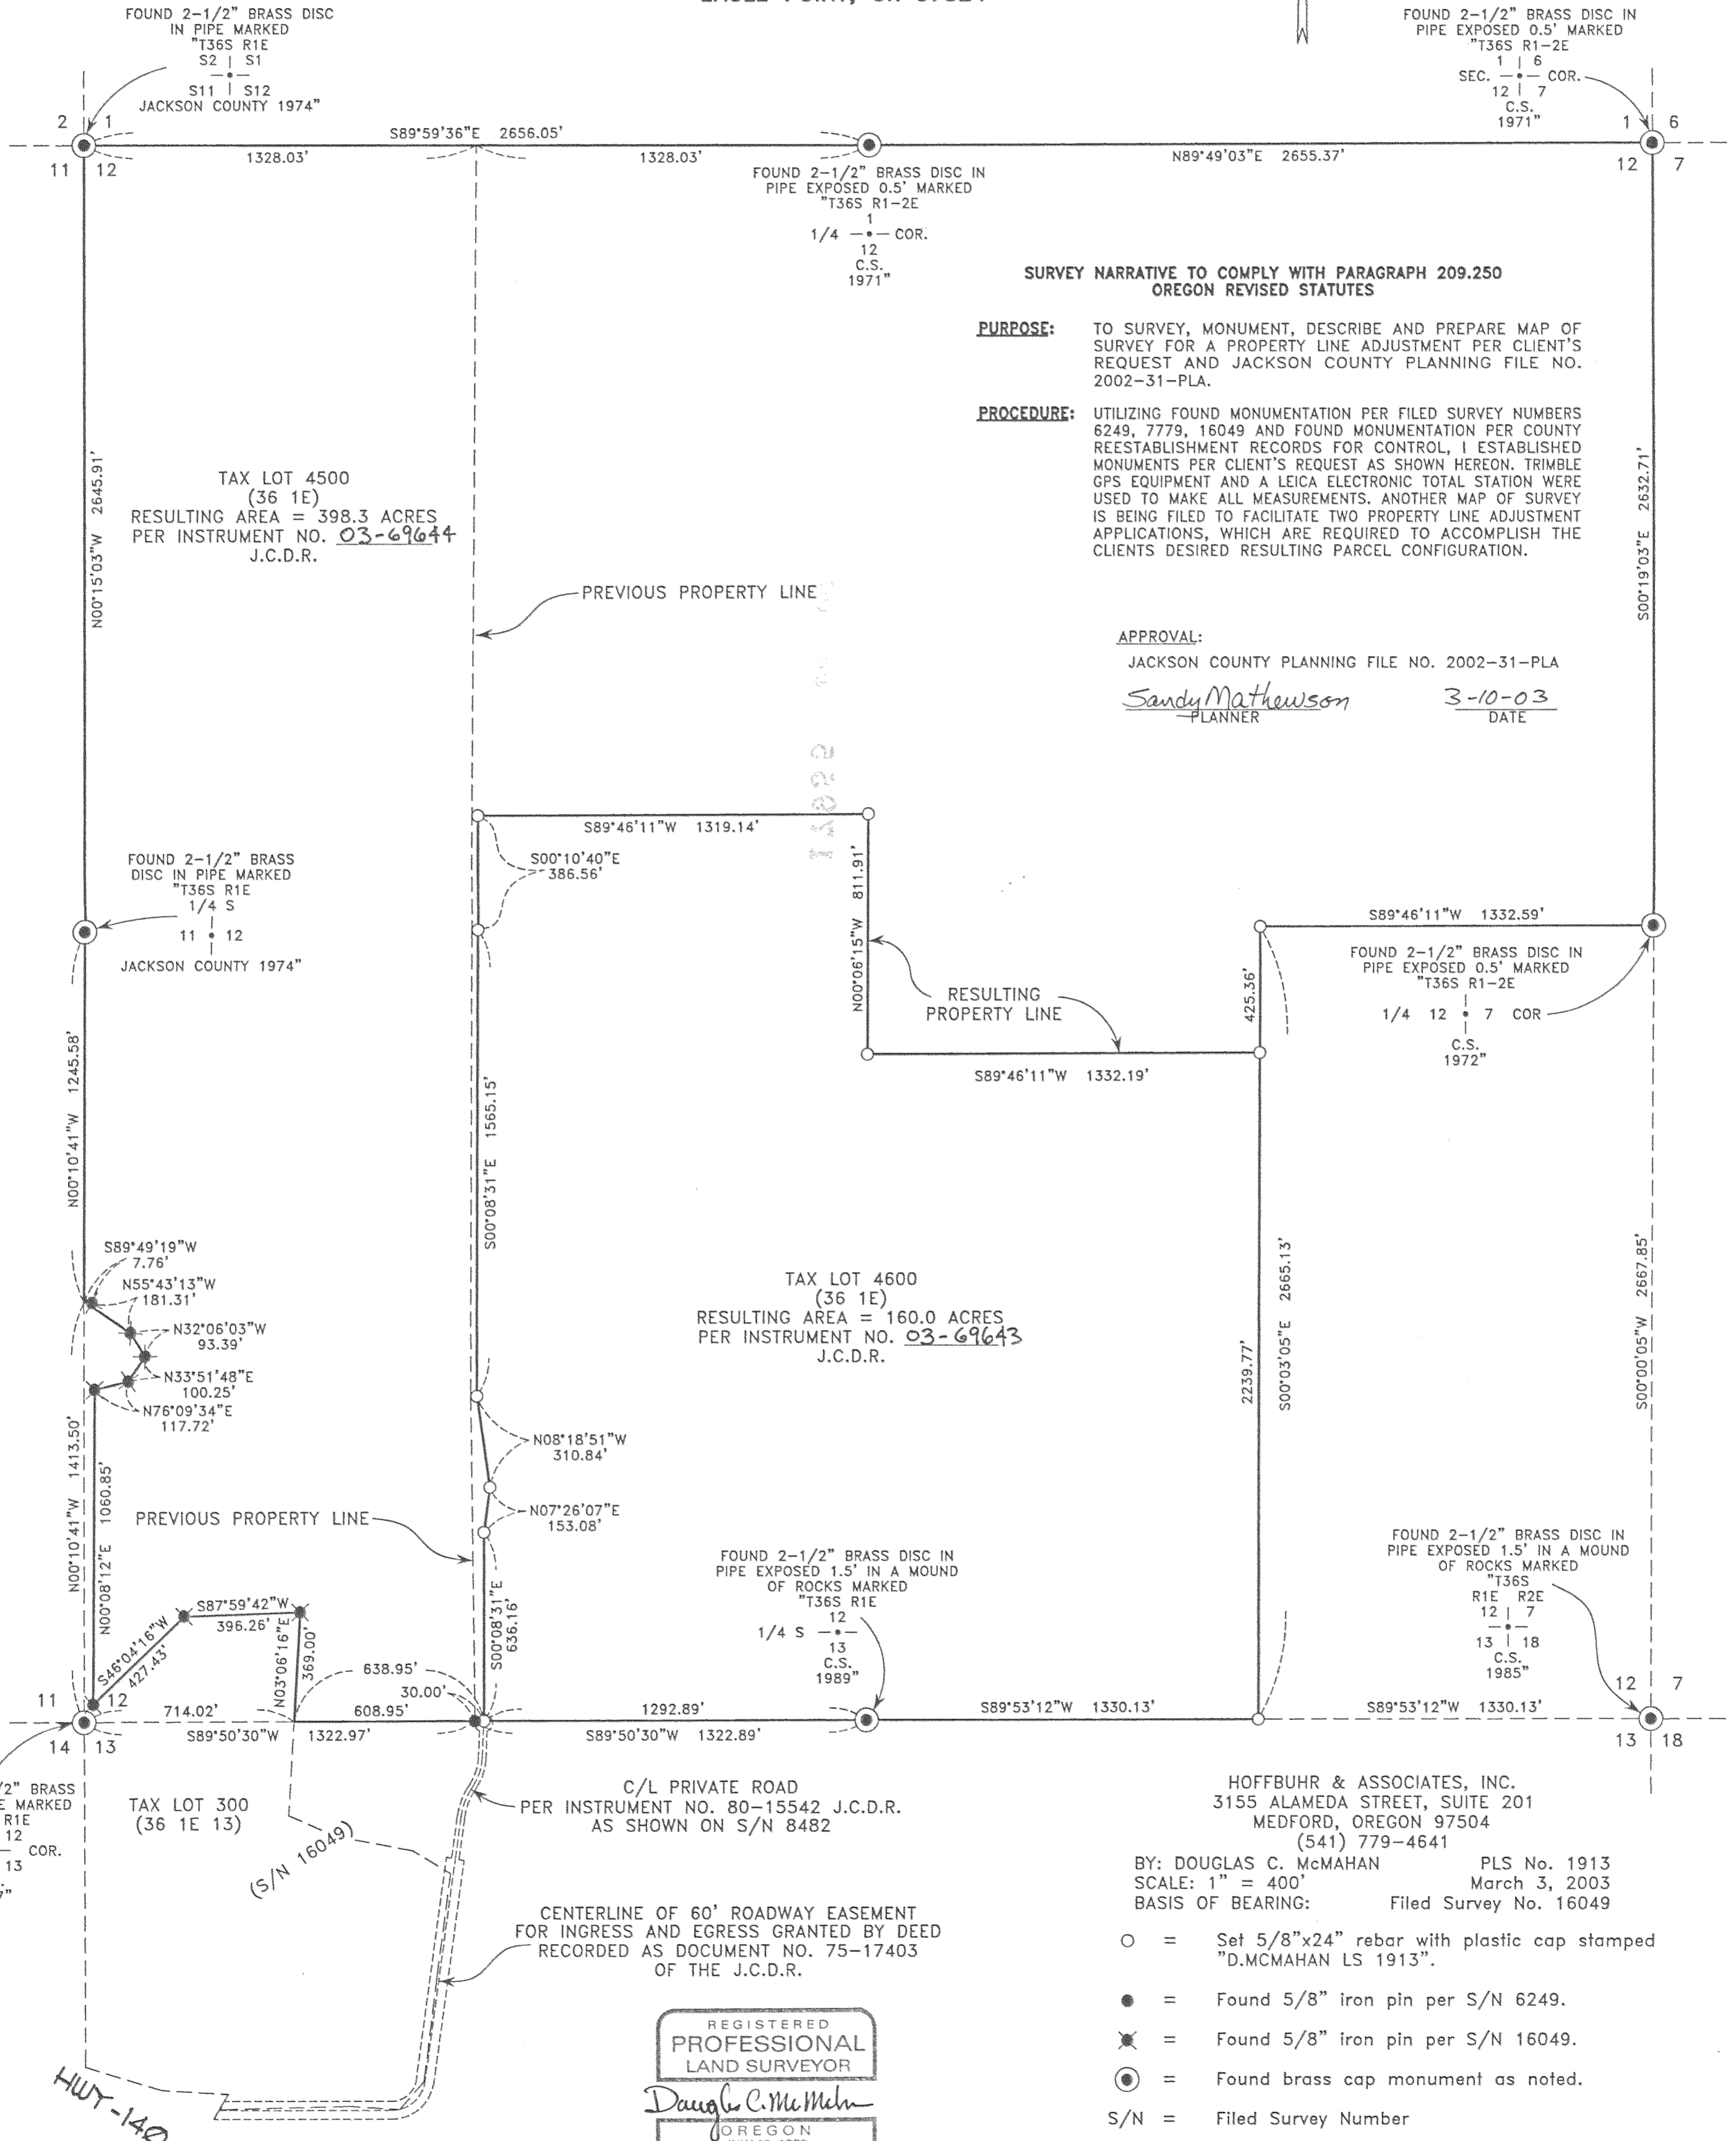 FOUND 2-1/2" BRASS DISC
IN PIPE MARKED
"T36S R1E
S2 | S1
S11 | S12
JACKSON COUNTY 1974"
FOUND 2-1/2" BRASS DISC IN
PIPE EXPOSED 0.5' MARKED
"T36S R1-2E
1 | 6
SEC. COR.
12 | 7
C.S.
1971"
2 1
11 12
S89°59'36"E 2656.05'
1328.03'
1328.03'
N89°49'03"E 2655.37'
1 6
12 7
FOUND 2-1/2" BRASS DISC IN
PIPE EXPOSED 0.5' MARKED
"T36S R1-2E
1
1/4 COR.
12
C.S.
1971"
SURVEY NARRATIVE TO COMPLY WITH PARAGRAPH 209.250
OREGON REVISED STATUTES
PURPOSE: TO SURVEY, MONUMENT, DESCRIBE AND PREPARE MAP OF
SURVEY FOR A PROPERTY LINE ADJUSTMENT PER CLIENT'S
REQUEST AND JACKSON COUNTY PLANNING FILE NO.
2002-31-PLA.
PROCEDURE: UTILIZING FOUND MONUMENTATION PER FILED SURVEY NUMBERS
6249, 7779, 16049 AND FOUND MONUMENTATION PER COUNTY
REESTABLISHMENT RECORDS FOR CONTROL, I ESTABLISHED
MONUMENTS PER CLIENT'S REQUEST AS SHOWN HEREON. TRIMBLE
GPS EQUIPMENT AND A LEICA ELECTRONIC TOTAL STATION WERE
USED TO MAKE ALL MEASUREMENTS. ANOTHER MAP OF SURVEY
IS BEING FILED TO FACILITATE TWO PROPERTY LINE ADJUSTMENT
APPLICATIONS, WHICH ARE REQUIRED TO ACCOMPLISH THE
CLIENTS DESIRED RESULTING PARCEL CONFIGURATION.
N00°15'03"W 2645.91'
TAX LOT 4500
(36 1E)
RESULTING AREA = 398.3 ACRES
PER INSTRUMENT NO. 03-69644
J.C.D.R.
S00°19'03"E 2632.71'
PREVIOUS PROPERTY LINE
APPROVAL:
JACKSON COUNTY PLANNING FILE NO. 2002-31-PLA
Sandy Mathewson 3-10-03
PLANNER DATE
S89°46'11"W 1319.14'
S00°10'40"E
386.56'
N00°06'15"W 811.91'
FOUND 2-1/2" BRASS
DISC IN PIPE MARKED
"T36S R1E
1/4 S
11 12
JACKSON COUNTY 1974"
S89°46'11"W 1332.59'
FOUND 2-1/2" BRASS DISC IN
PIPE EXPOSED 0.5' MARKED
"T36S R1-2E
1/4 12 7 COR
C.S.
1972"
RESULTING
PROPERTY LINE
425.36'
S89°46'11"W 1332.19'
N00°10'41"W 1245.58'
S00°08'31"E 1565.15'
S89°49'19"W
7.76'
N55°43'13"W
181.31'
N32°06'03"W
93.39'
N33°51'48"E
100.25'
N76°09'34"E
117.72'
TAX LOT 4600
(36 1E)
RESULTING AREA = 160.0 ACRES
PER INSTRUMENT NO. 03-69643
J.C.D.R.
2239.77'
S00°03'05"E 2665.13'
S00°00'05"W 2667.85'
N08°18'51"W
310.84'
N07°26'07"E
153.08'
N00°10'41"W 1413.50'
N00°08'12"E 1060.85'
PREVIOUS PROPERTY LINE
FOUND 2-1/2" BRASS DISC IN
PIPE EXPOSED 1.5' IN A MOUND
OF ROCKS MARKED
"T36S R1E
12
1/4 S
13
C.S.
1989"
FOUND 2-1/2" BRASS DISC IN
PIPE EXPOSED 1.5' IN A MOUND
OF ROCKS MARKED
"T36S
R1E R2E
12 | 7
13 | 18
C.S.
1985"
S87°59'42"W
396.26'
S46°04'16"W
427.43'
N03°06'16"E
369.00'
S00°08'31"E
636.16'
638.95'
30.00'
11 12
714.02'
608.95'
1292.89'
S89°53'12"W 1330.13'
S89°53'12"W 1330.13'
12 7
S89°50'30"W 1322.97'
S89°50'30"W 1322.89'
14 13
13 18
/2" BRASS
E MARKED
R1E
12
COR.
13
TAX LOT 300
(36 1E 13)
(S/N 16049)
C/L PRIVATE ROAD
PER INSTRUMENT NO. 80-15542 J.C.D.R.
AS SHOWN ON S/N 8482
CENTERLINE OF 60' ROADWAY EASEMENT
FOR INGRESS AND EGRESS GRANTED BY DEED
RECORDED AS DOCUMENT NO. 75-17403
OF THE J.C.D.R.
HWY-140
HOFFBUHR & ASSOCIATES, INC.
3155 ALAMEDA STREET, SUITE 201
MEDFORD, OREGON 97504
(541) 779-4641
BY: DOUGLAS C. McMAHAN PLS No. 1913
SCALE: 1" = 400' March 3, 2003
BASIS OF BEARING: Filed Survey No. 16049
= Set 5/8"x24" rebar with plastic cap stamped
"D.MCMAHAN LS 1913".
= Found 5/8" iron pin per S/N 6249.
= Found 5/8" iron pin per S/N 16049.
= Found brass cap monument as noted.
S/N = Filed Survey Number
REGISTERED
PROFESSIONAL
LAND SURVEYOR
Douglas C. McMahan
OREGON